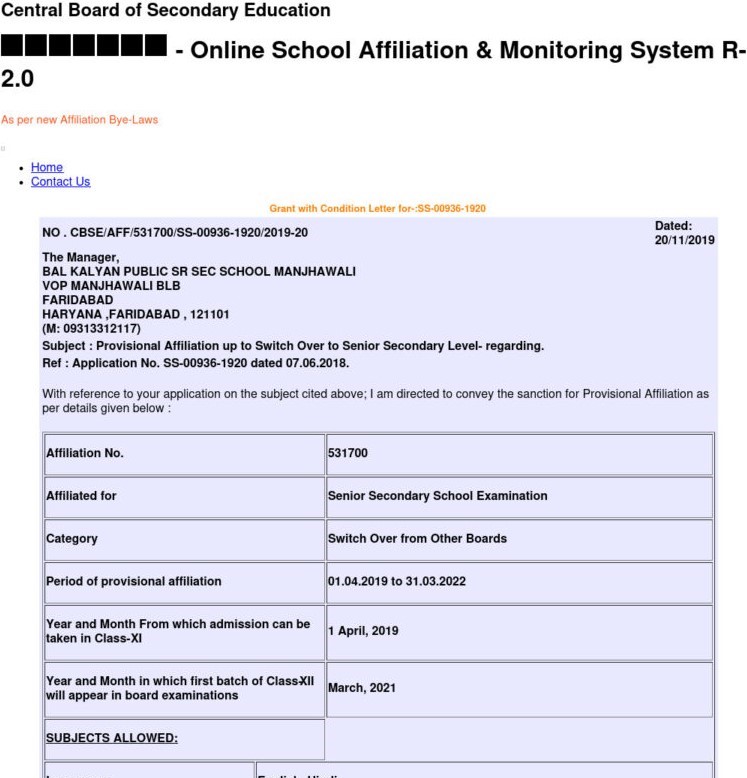 Central Board of Secondary Education
- Online School Affiliation & Monitoring System R-
2.0
As per new Affiliation Bye-Laws
Home
Contact Us
Grant with Condition Letter for-:SS-00936-1920
NO . CBSE/AFF/531700/SS-00936-1920/2019-20
Dated:
20/11/2019
The Manager,
BAL KALYAN PUBLIC SR SEC SCHOOL MANJHAWALI
VOP MANJHAWALI BLB
FARIDABAD
HARYANA ,FARIDABAD , 121101
(M: 09313312117)
Subject : Provisional Affiliation up to Switch Over to Senior Secondary Level- regarding.
Ref : Application No. SS-00936-1920 dated 07.06.2018.
With reference to your application on the subject cited above; I am directed to convey the sanction for Provisional Affiliation as
per details given below :
Affiliation No. 531700
Affiliated for Senior Secondary School Examination
Category Switch Over from Other Boards
Period of provisional affiliation 01.04.2019 to 31.03.2022
Year and Month From which admission can be
taken in Class-XI
1 April, 2019
Year and Month in which first batch of Class-XII
will appear in board examinations
March, 2021
SUBJECTS ALLOWED: